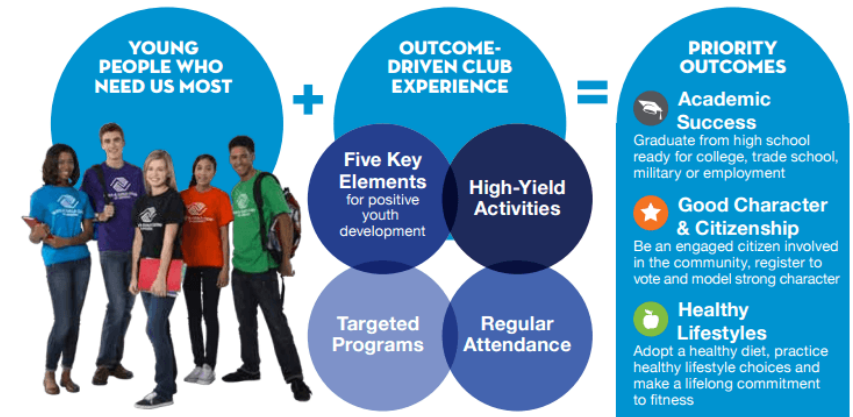 YOUNG
PEOPLE WHO
NEED US MOST
+
OUTCOME-
DRIVEN CLUB
EXPERIENCE
Five Key
Elements
for positive
youth
development
High-Yield
Activities
Targeted
Programs
Regular
Attendance
=
PRIORITY
OUTCOMES
Academic
Success
Graduate from high school
ready for college, trade school,
military or employment
Good Character
& Citizenship
Be an engaged citizen involved
in the community, register to
vote and model strong character
Healthy
Lifestyles
Adopt a healthy diet, practice
healthy lifestyle choices and
make a lifelong commitment
to fitness